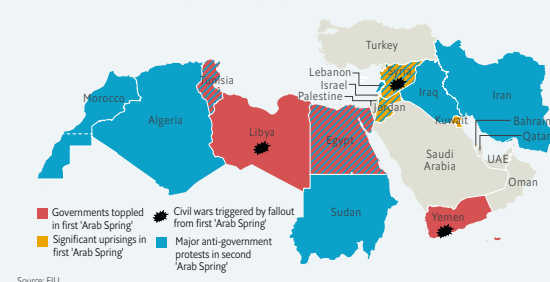 Turkey
Lebanon
Syria
Israel
Palestine
Jordan
Iraq
Iran
Tunisia
Morocco
Algeria
Libya
Egypt
Kuwait
Bahrain
Qatar
Saudi
Arabia
UAE
Oman
Sudan
Yemen
Governments toppled
in first 'Arab Spring'
Significant uprisings in
first 'Arab Spring'
Civil wars triggered by fallout
from first 'Arab Spring'
Major anti-government
protests in second
'Arab Spring'
Source: EIU